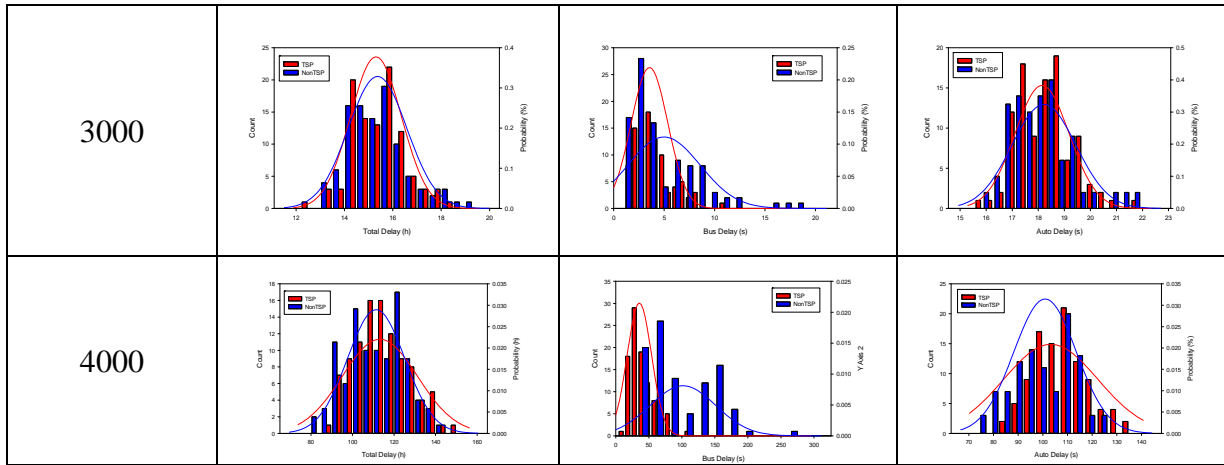 3000
TSP
NonTSP
Count
25
20
15
10
5
0
0.4
0.3
0.2
0.1
0.0
Probability (%)
12 14 16 18 20
Total Delay (h)
TSP
NonTSP
Count
30
25
20
15
10
5
0
0.25
0.20
0.15
0.10
0.05
0.00
Probability (%)
0 5 10 15 20
Bus Delay (s)
TSP
NonTSP
Count
20
15
10
5
0
0.5
0.4
0.3
0.2
0.1
0.0
Probability (%)
15 16 17 18 19 20 21 22 23
Auto Delay (s)
4000
TSP
NonTSP
Count
18
16
14
12
10
8
6
4
2
0
0.035
0.030
0.025
0.020
0.015
0.010
0.005
0.000
Probability (h)
80 100 120 140 160
Total Delay (h)
TSP
NonTSP
Count
35
30
25
20
15
10
5
0
0.025
0.020
0.015
0.010
0.005
0.000
Y Axis 2
0 50 100 150 200 250 300
Bus Delay (s)
TSP
NonTSP
Count
25
20
15
10
5
0
0.035
0.030
0.025
0.020
0.015
0.010
0.005
0.000
Probability (%)
70 80 90 100 110 120 130 140
Auto Delay (s)